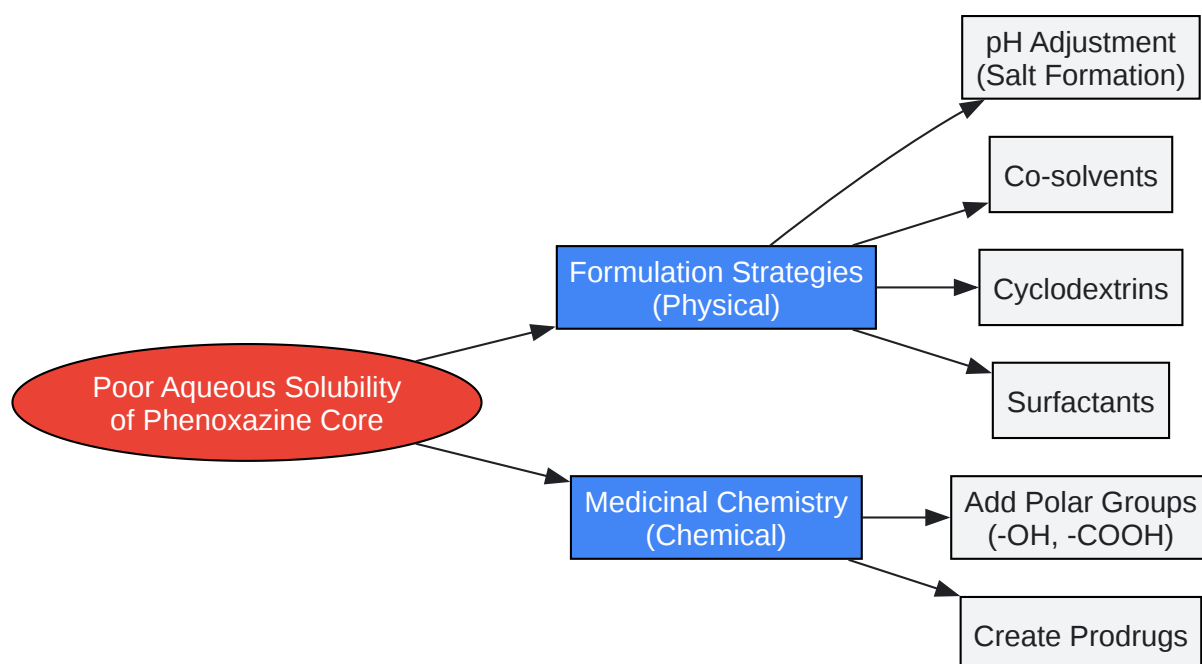 Poor Aqueous Solubility
of Phenoxazine Core
Formulation Strategies
(Physical)
pH Adjustment
(Salt Formation)
Co-solvents
Cyclodextrins
Surfactants
Medicinal Chemistry
(Chemical)
Add Polar Groups
(-OH, -COOH)
Create Prodrugs